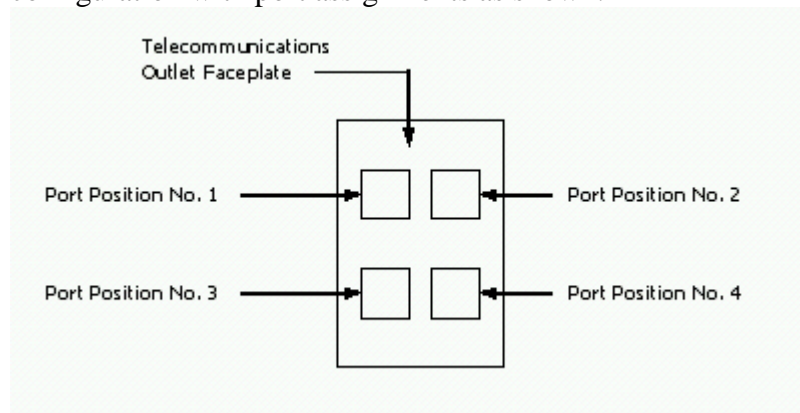 Telecommunications
Outlet Faceplate
Port Position No. 1
Port Position No. 2
Port Position No. 3
Port Position No. 4